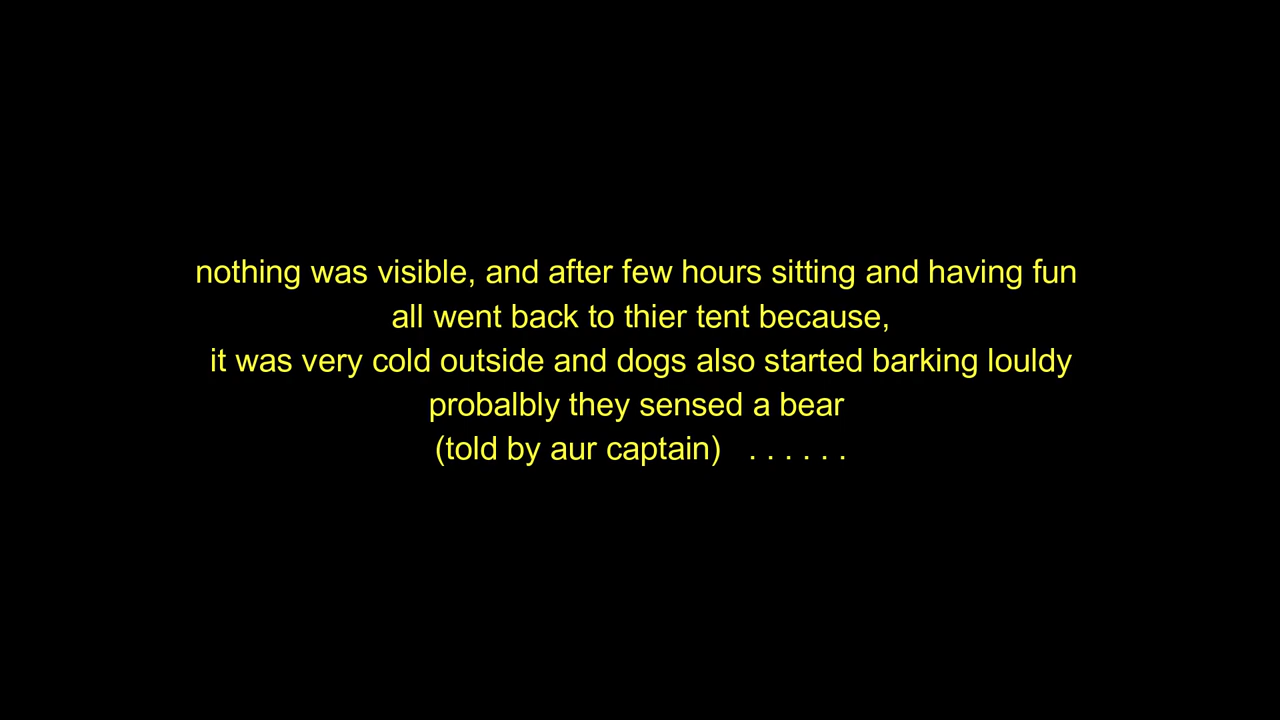 nothing was visible, and after few hours sitting and having fun
all went back to thier tent because,
it was very cold outside and dogs also started barking louldy
probalbly they sensed a bear
(told by aur captain) . . . . . .